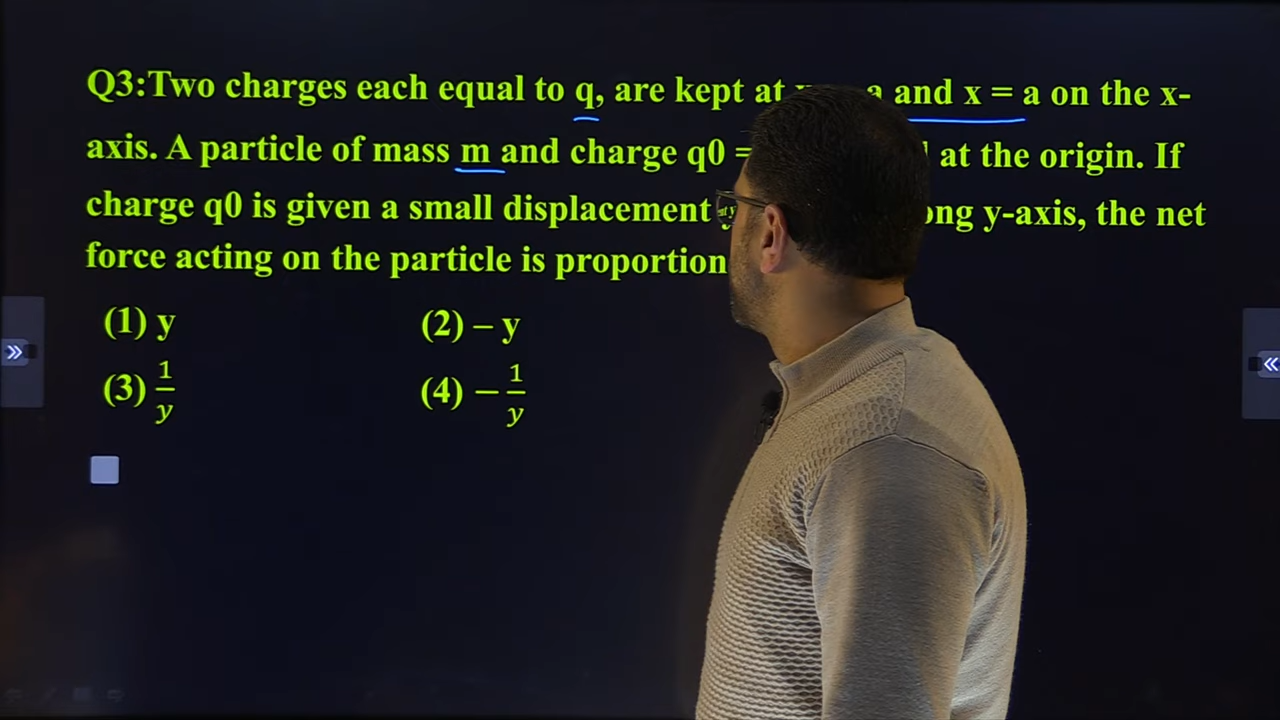 Q3:Two charges each equal to q, are kept at a and x = a on the x-
axis. A particle of mass m and charge q0 = at the origin. If
charge q0 is given a small displacement y-axis, the net
force acting on the particle is
(1) y (2) – y
(3) 1/y (4) – 1/y